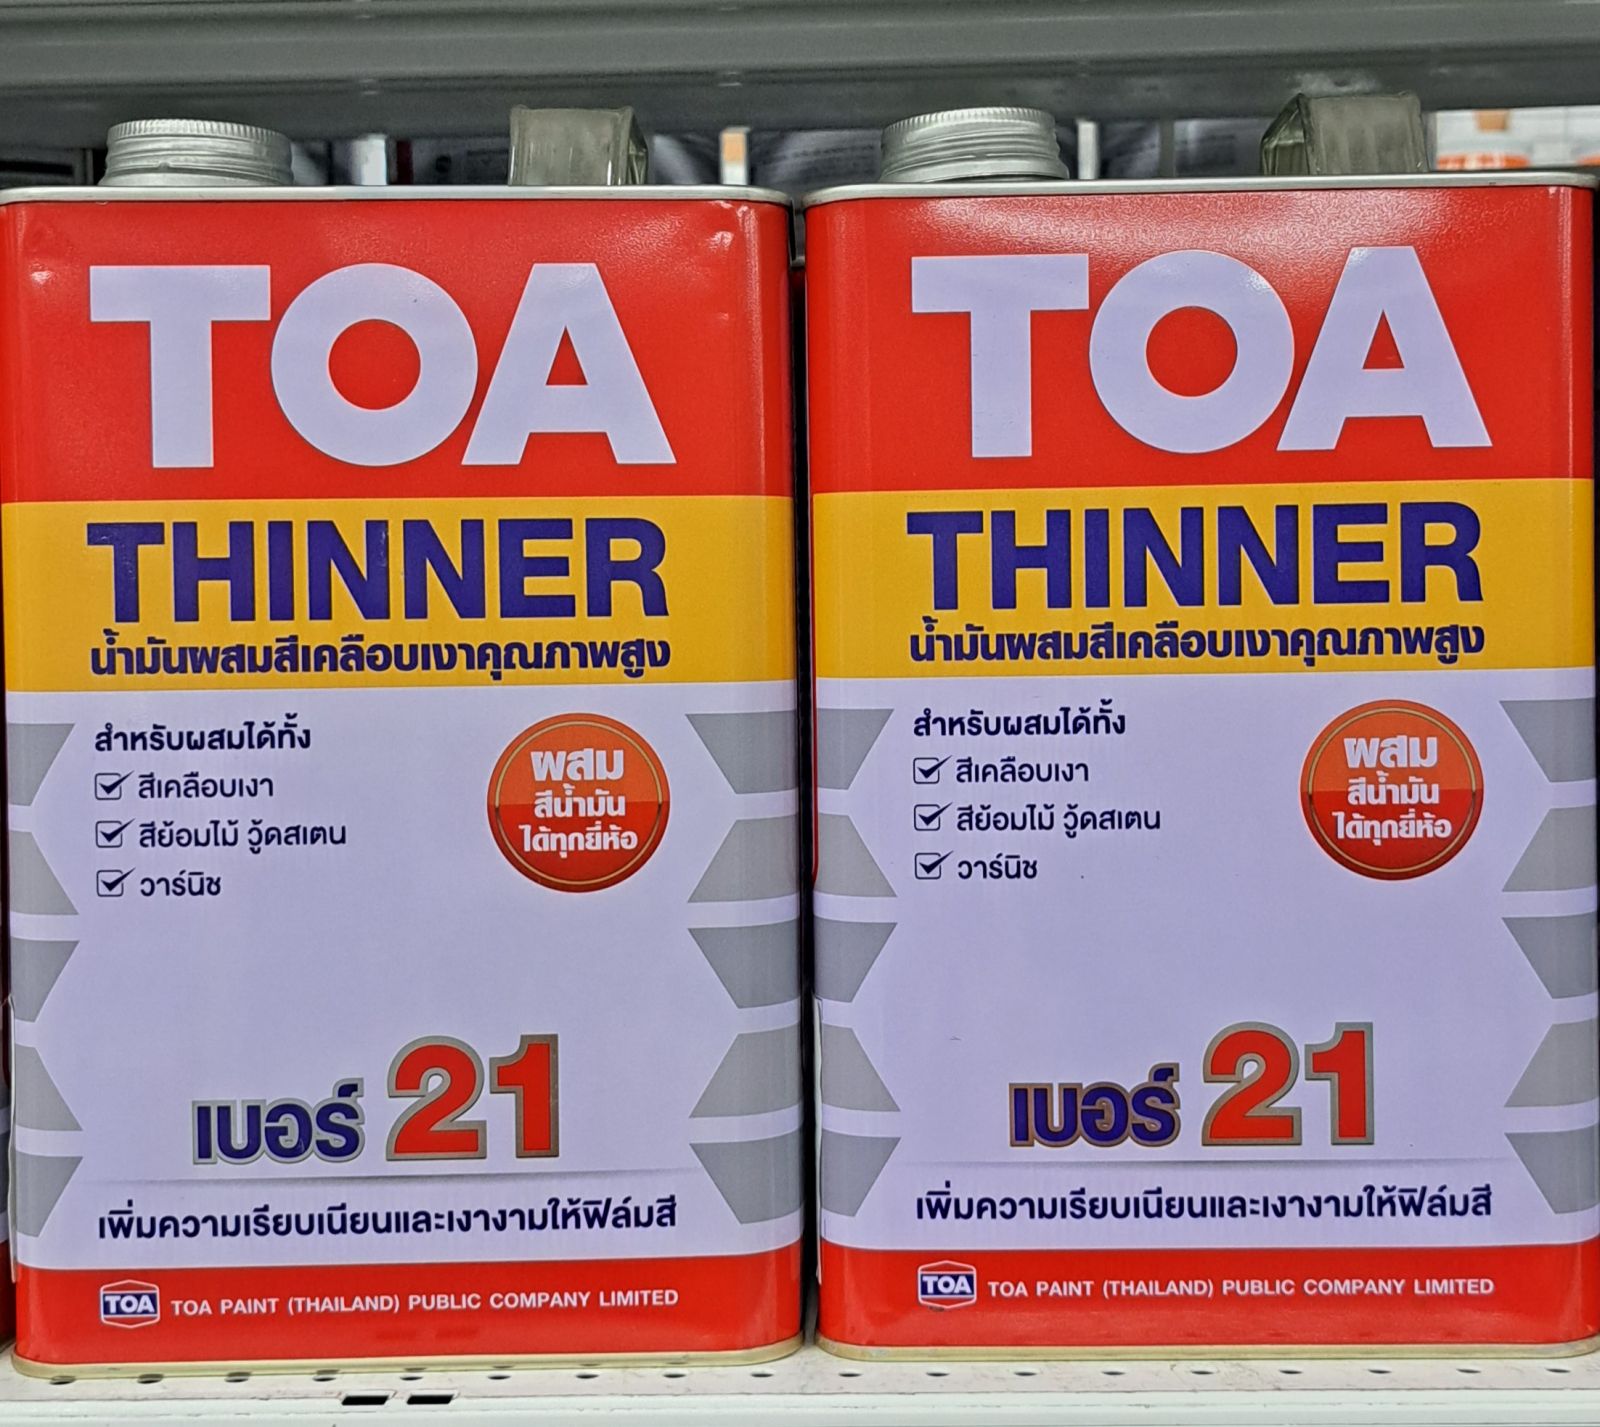 TOA
THINNER
น้ำมันผสมสีเคลือบเงาคุณภาพสูง
สำหรับผสมได้ทั้ง
สีเคลือบเงา
สีย้อมไม้ วู้ดสเตน
วาร์นิช
ผสม
สีน้ำมัน
ได้ทุกยี่ห้อ
เบอร์ 21
เพิ่มความเรียบเนียนและเงางามให้ฟิล์มสี
TOA TOA PAINT (THAILAND) PUBLIC COMPANY LIMITED
TOA
THINNER
น้ำมันผสมสีเคลือบเงาคุณภาพสูง
สำหรับผสมได้ทั้ง
สีเคลือบเงา
สีย้อมไม้ วู้ดสเตน
วาร์นิช
ผสม
สีน้ำมัน
ได้ทุกยี่ห้อ
เบอร์ 21
เพิ่มความเรียบเนียนและเงางามให้ฟิล์มสี
TOA TOA PAINT (THAILAND) PUBLIC COMPANY LIMITED